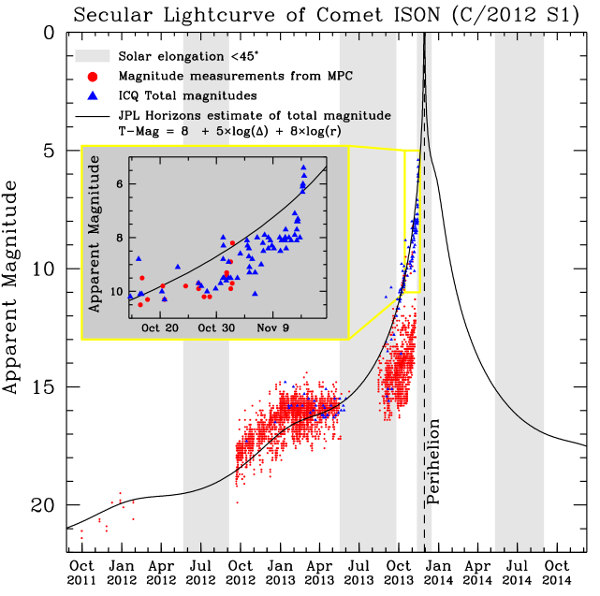 Secular Lightcurve of Comet ISON (C/2012 S1)
Solar elongation <45°
Magnitude measurements from MPC
ICQ Total magnitudes
JPL Horizons estimate of total magnitude
T-Mag = 8 + 5×log(Δ) + 8×log(r)
Apparent Magnitude
0
5
10
15
20
Apparent Magnitude
6
8
10
Oct 20
Oct 30
Nov 9
Perihelion
Oct Jan Apr Jul Oct Jan Apr Jul Oct Jan Apr Jul Oct
2011 2012 2012 2012 2012 2013 2013 2013 2013 2014 2014 2014 2014